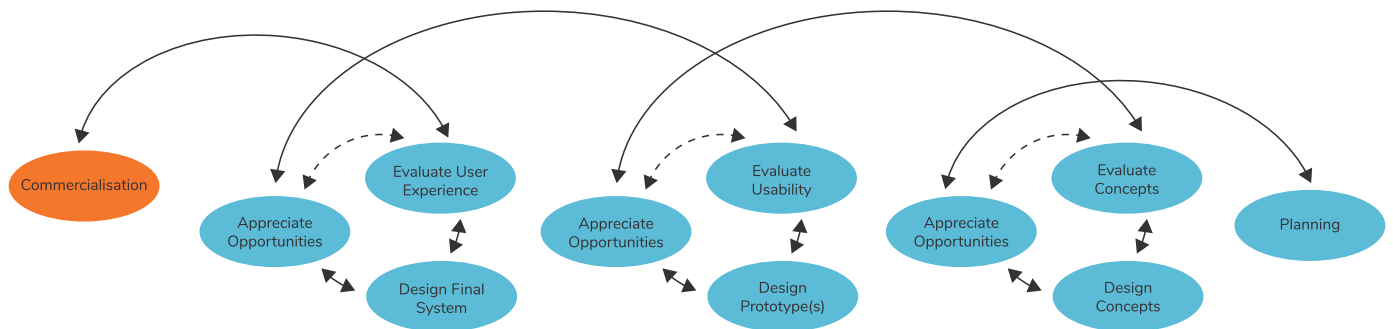 Commercialisation
Appreciate
Opportunities
Evaluate User
Experience
Design Final
System
Appreciate
Opportunities
Evaluate
Usability
Design
Prototype(s)
Appreciate
Opportunities
Evaluate
Concepts
Design
Concepts
Planning